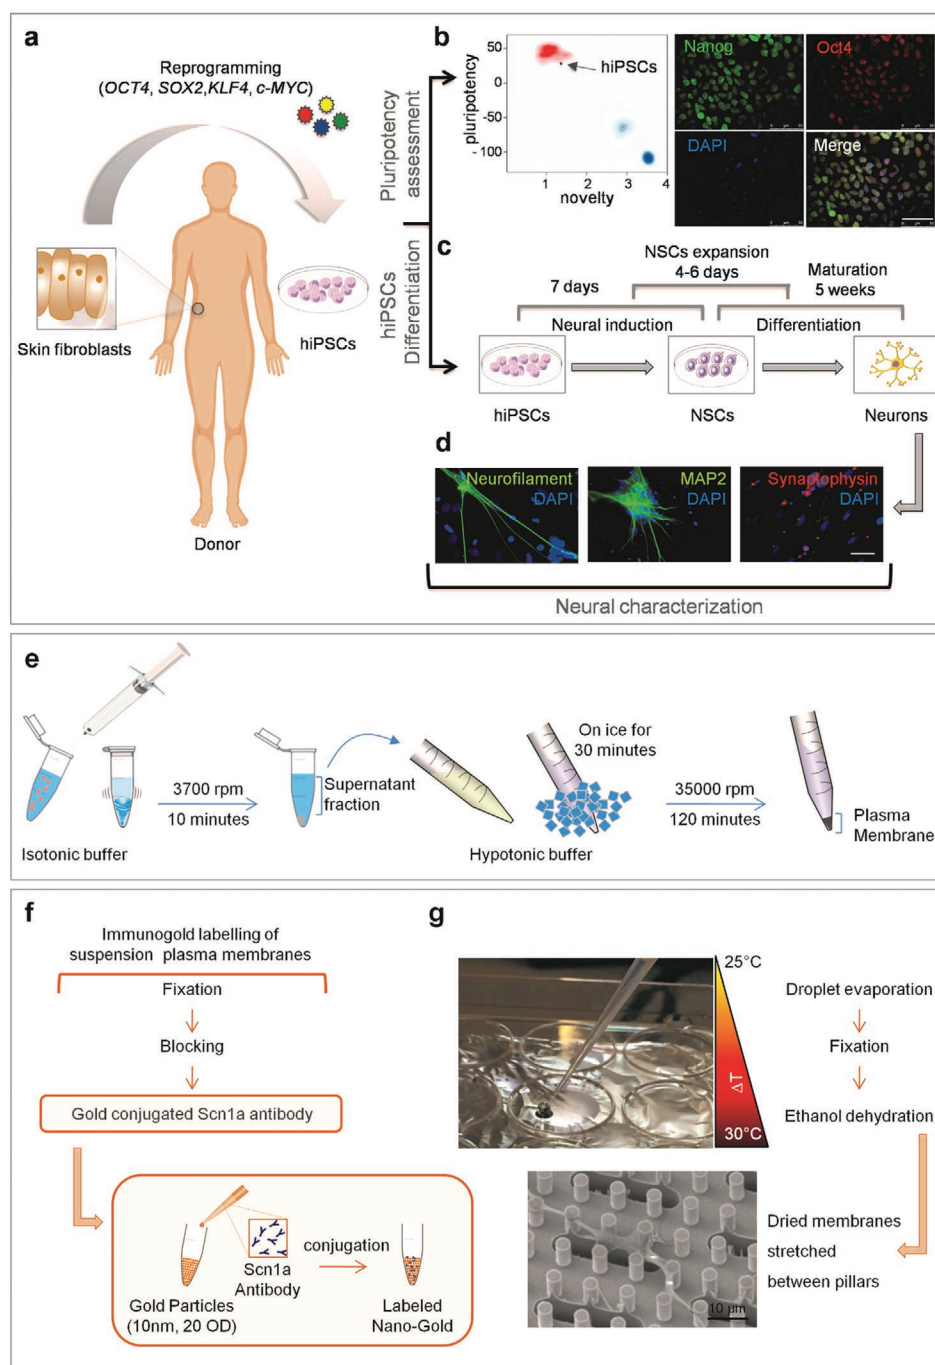 a
Reprogramming
(OCT4, SOX2,KLF4, c-MYC)
Skin fibroblasts
hiPSCs
Donor
Pluripotency
assessment
hiPSCs
Differentiation
b
pluripotency
50
0
-50
- 100
hiPSCs
1
2
3
4
novelty
Nanog
Oct4
DAPI
Merge
c
NSCs expansion
4-6 days
7 days
Maturation
5 weeks
Neural induction
Differentiation
hiPSCs
NSCs
Neurons
d
Neurofilament
DAPI
MAP2
DAPI
Synaptophysin
DAPI
Neural characterization
e
Isotonic buffer
3700 rpm
10 minutes
Supernatant
fraction
On ice for
30 minutes
Hypotonic buffer
35000 rpm
120 minutes
Plasma
Membrane
f
Immunogold labelling of
suspension plasma membranes
Fixation
Blocking
Gold conjugated Scn1a antibody
Gold Particles
(10nm, 20 OD)
Scn1a
Antibody
conjugation
Labeled
Nano-Gold
g
25°C
ΔT
30°C
Droplet evaporation
Fixation
Ethanol dehydration
Dried membranes
stretched
between pillars
10 μm